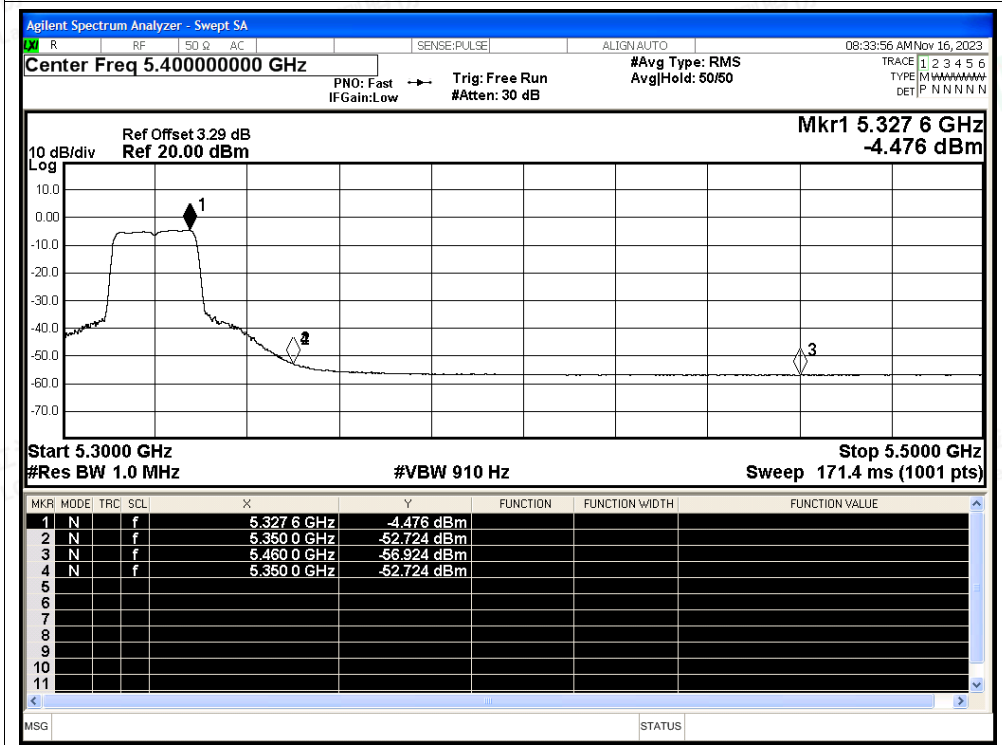 Agilent Spectrum Analyzer - Swept SA
LXI R RF 50 Ω AC SENSE:PULSE ALIGN AUTO 08:33:56 AM Nov 16, 2023
Center Freq 5.400000000 GHz
PNO: Fast
IFGain:Low
Trig: Free Run
#Atten: 30 dB
#Avg Type: RMS
Avg|Hold: 50/50
TRACE 1 2 3 4 5 6
TYPE M W W W W W
DET P N N N N N
Mkr1 5.327 6 GHz
-4.476 dBm
Ref Offset 3.29 dB
10 dB/div Ref 20.00 dBm
Log
10.0
0.00
-10.0
-20.0
-30.0
-40.0
-50.0
-60.0
-70.0
1
2
3
Start 5.3000 GHz Stop 5.5000 GHz
#Res BW 1.0 MHz #VBW 910 Hz Sweep 171.4 ms (1001 pts)
MKR MODE TRC SCL X Y FUNCTION FUNCTION WIDTH FUNCTION VALUE
1 N f 5.327 6 GHz -4.476 dBm
2 N f 5.350 0 GHz -52.724 dBm
3 N f 5.460 0 GHz -56.924 dBm
4 N f 5.350 0 GHz -52.724 dBm
5
6
7
8
9
10
11
MSG STATUS